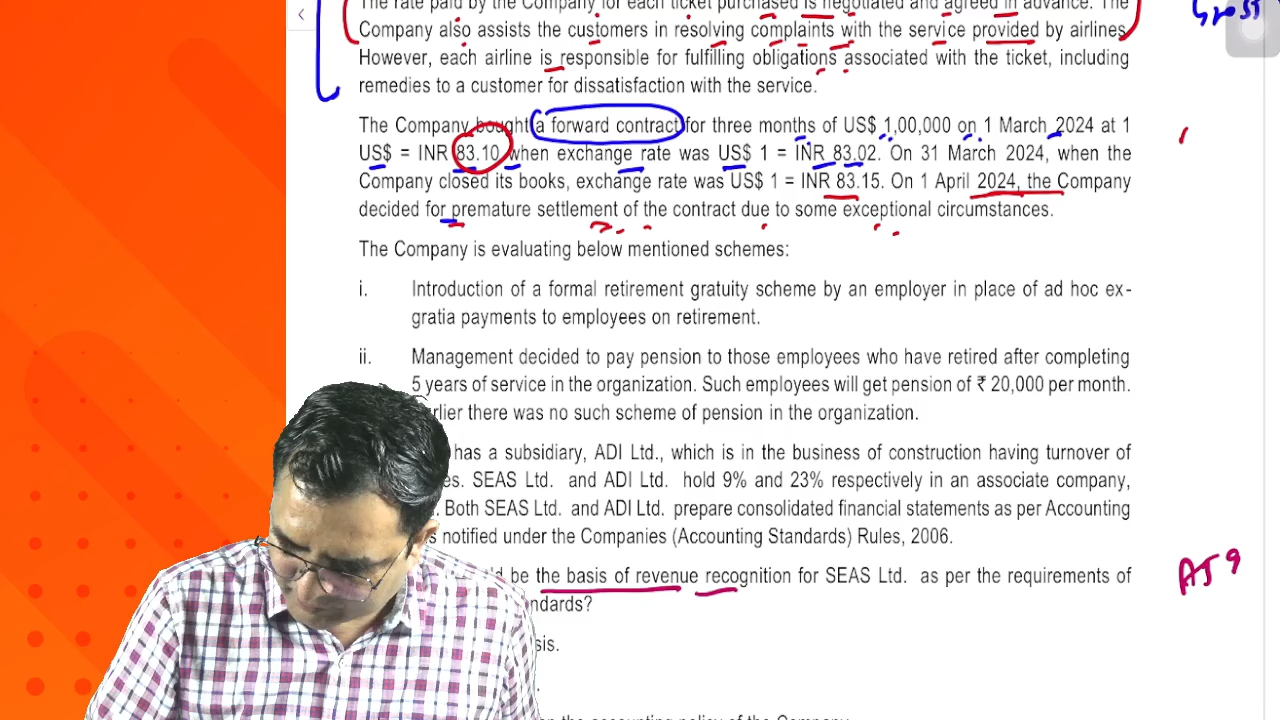 The rate paid by the Company for each ticket purchased is negotiated and agreed in advance. The
Company also assists the customers in resolving complaints with the service provided by airlines.
However, each airline is responsible for fulfilling obligations associated with the ticket, including
remedies to a customer for dissatisfaction with the service.
Gross
The Company bought a forward contract for three months of US$ 1,00,000 on 1 March 2024 at 1
US$ = INR 83.10 when exchange rate was US$ 1 = INR 83.02. On 31 March 2024, when the
Company closed its books, exchange rate was US$ 1 = INR 83.15. On 1 April 2024, the Company
decided for premature settlement of the contract due to some exceptional circumstances.
The Company is evaluating below mentioned schemes:
i. Introduction of a formal retirement gratuity scheme by an employer in place of ad hoc ex-
gratia payments to employees on retirement.
ii. Management decided to pay pension to those employees who have retired after completing
5 years of service in the organization. Such employees will get pension of ₹ 20,000 per month.
rlier there was no such scheme of pension in the organization.
has a subsidiary, ADI Ltd., which is in the business of construction having turnover of
es. SEAS Ltd. and ADI Ltd. hold 9% and 23% respectively in an associate company,
. Both SEAS Ltd. and ADI Ltd. prepare consolidated financial statements as per Accounting
s notified under the Companies (Accounting Standards) Rules, 2006.
ld be the basis of revenue recognition for SEAS Ltd. as per the requirements of
ndards?
AS 9
sis.
on the accounting policy of the Company